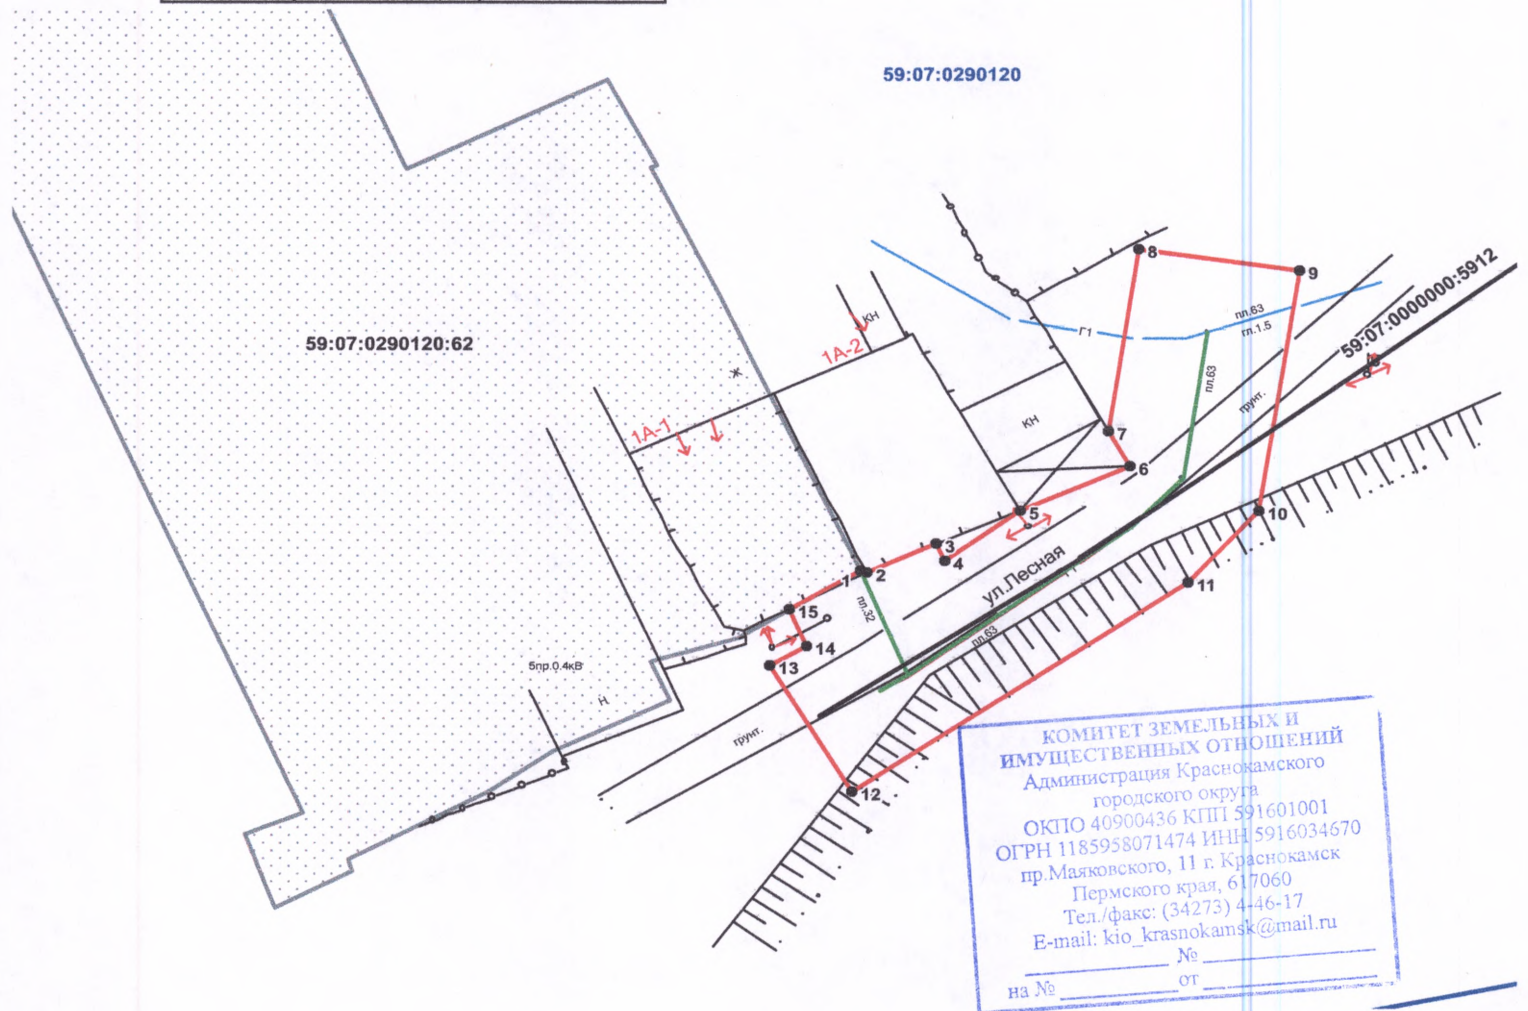 59:07:0290120
59:07:0290120:62
59:07:0000000:5912
8
9
пл.63
гл.1.5
Г1
КН
1А-2
Ж
пл.63
грунт.
1А-1
КН
7
6
5
10
3
4
ул.Лесная
11
1
2
15
пл.32
14
пл.63
13
5пр.0.4кВ
Н
грунт.
12
КОМИТЕТ ЗЕМЕЛЬНЫХ И
ИМУЩЕСТВЕННЫХ ОТНОШЕНИЙ
Администрация Краснокамского
городского округа
ОКПО 40900436 КПП 591601001
ОГРН 1185958071474 ИНН 5916034670
пр.Маяковского, 11 г. Краснокамск
Пермского края, 617060
Тел./факс: (34273) 4-46-17
E-mail: kio_krasnokamsk@mail.ru
№
на № от